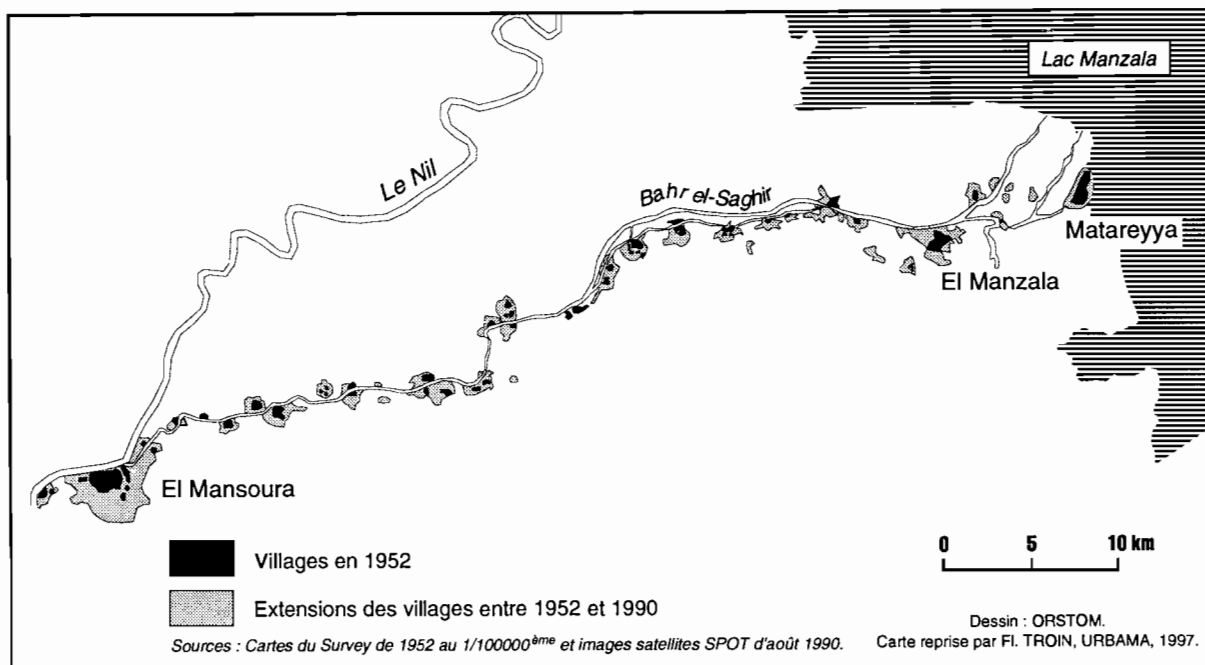 Lac Manzala
Le Nil
Bahr el-Saghir
Matareyya
El Manzala
El Mansoura
Villages en 1952
0 5 10 km
Extensions des villages entre 1952 et 1990
Dessin : ORSTOM.
Sources : Cartes du Survey de 1952 au 1/100000ème et images satellites SPOT d'août 1990.
Carte reprise par Fl. TROIN, URBAMA, 1997.